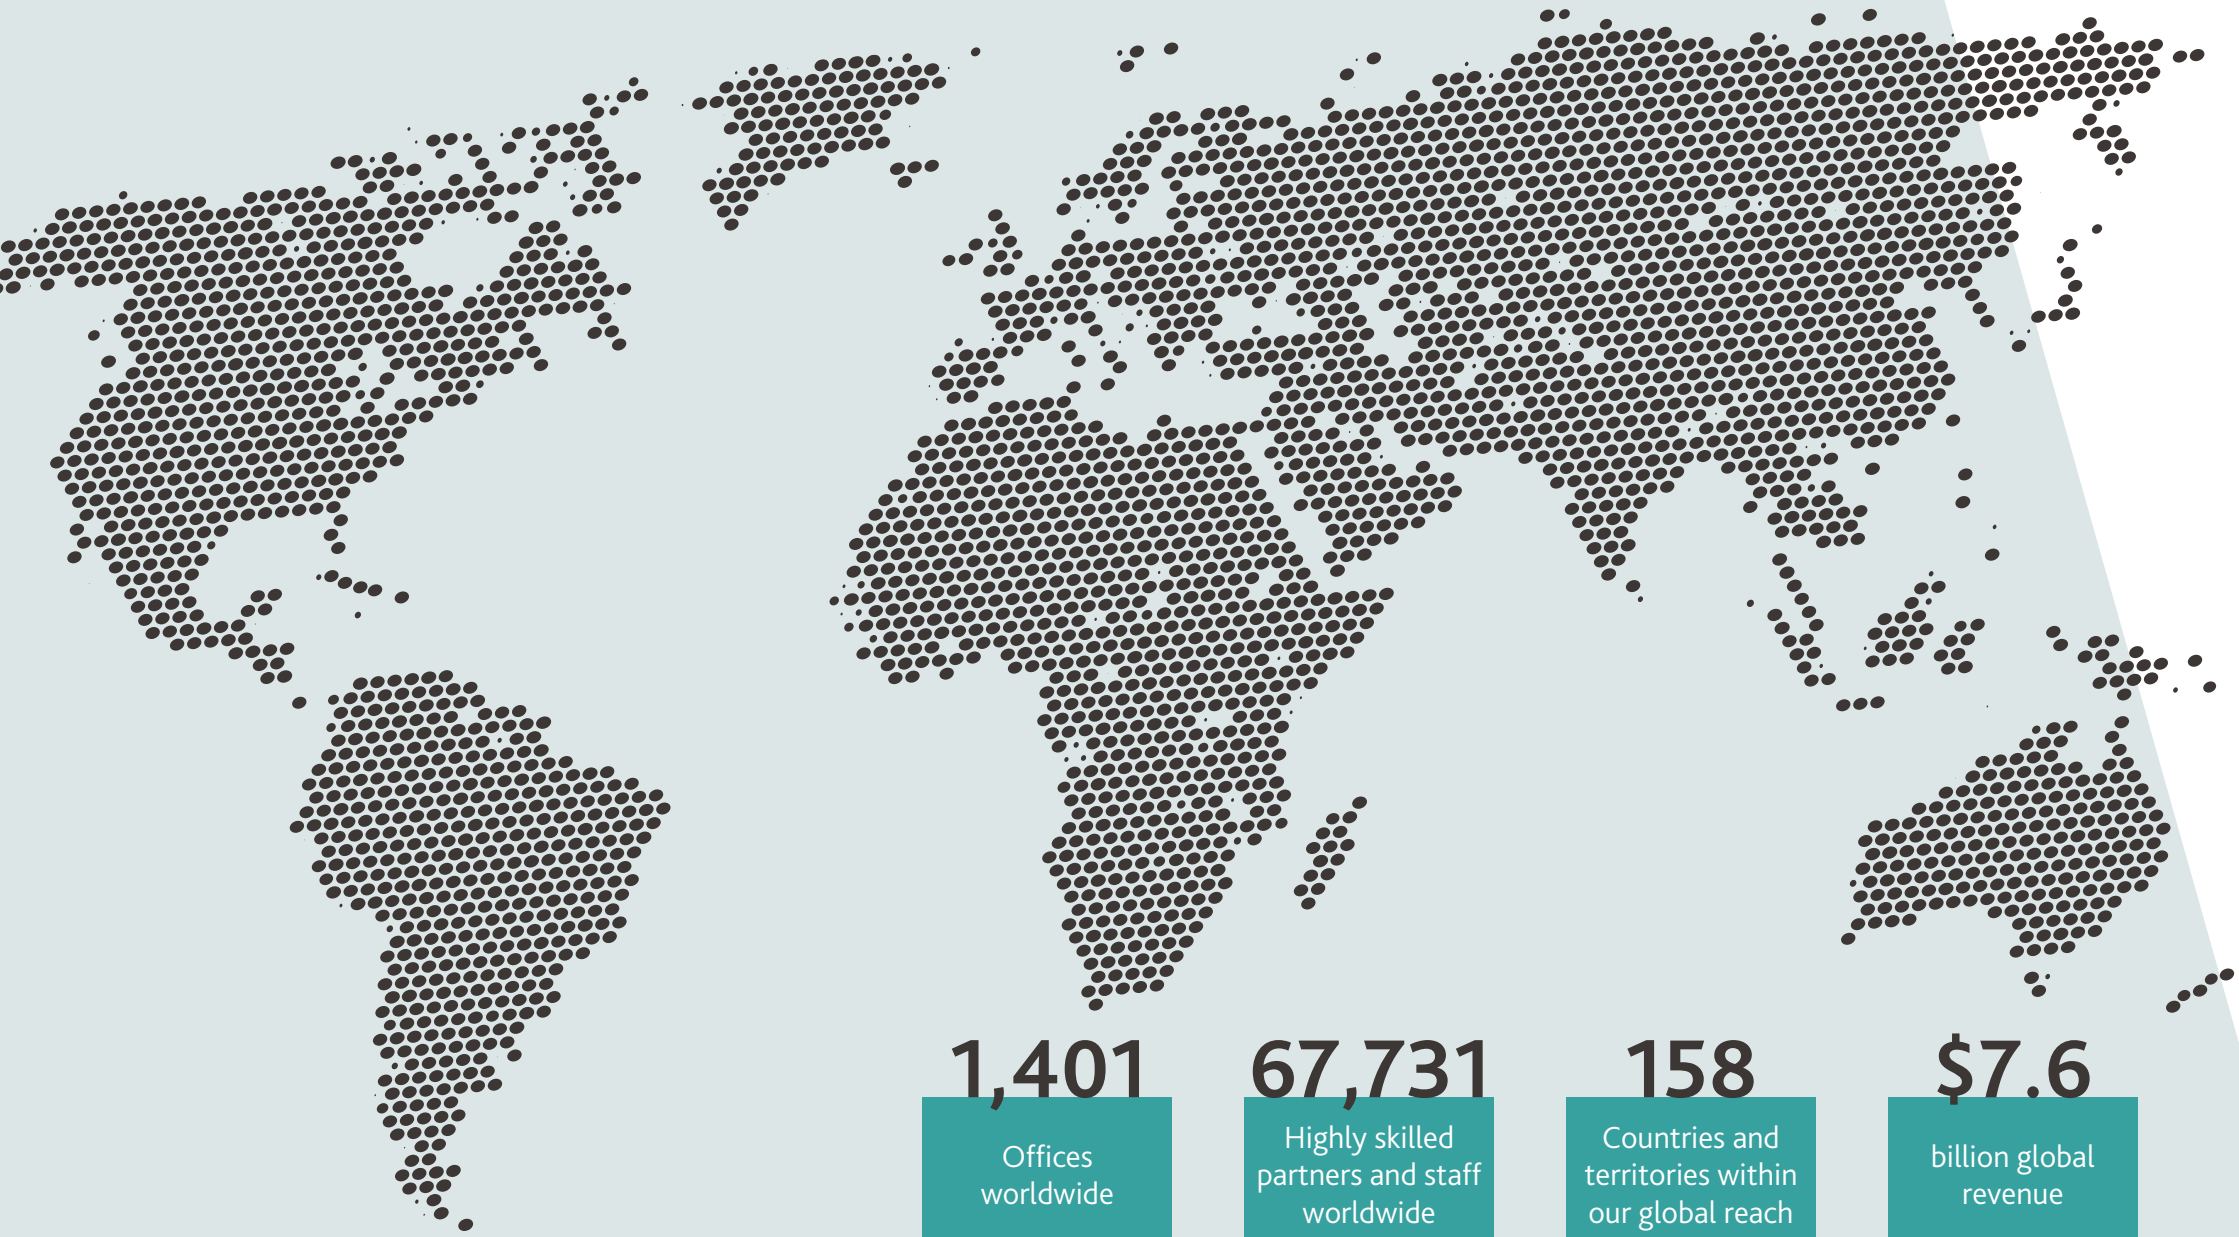 1,401
Offices
worldwide
67,731
Highly skilled
partners and staff
worldwide
158
Countries and
territories within
our global reach
$7.6
billion global
revenue